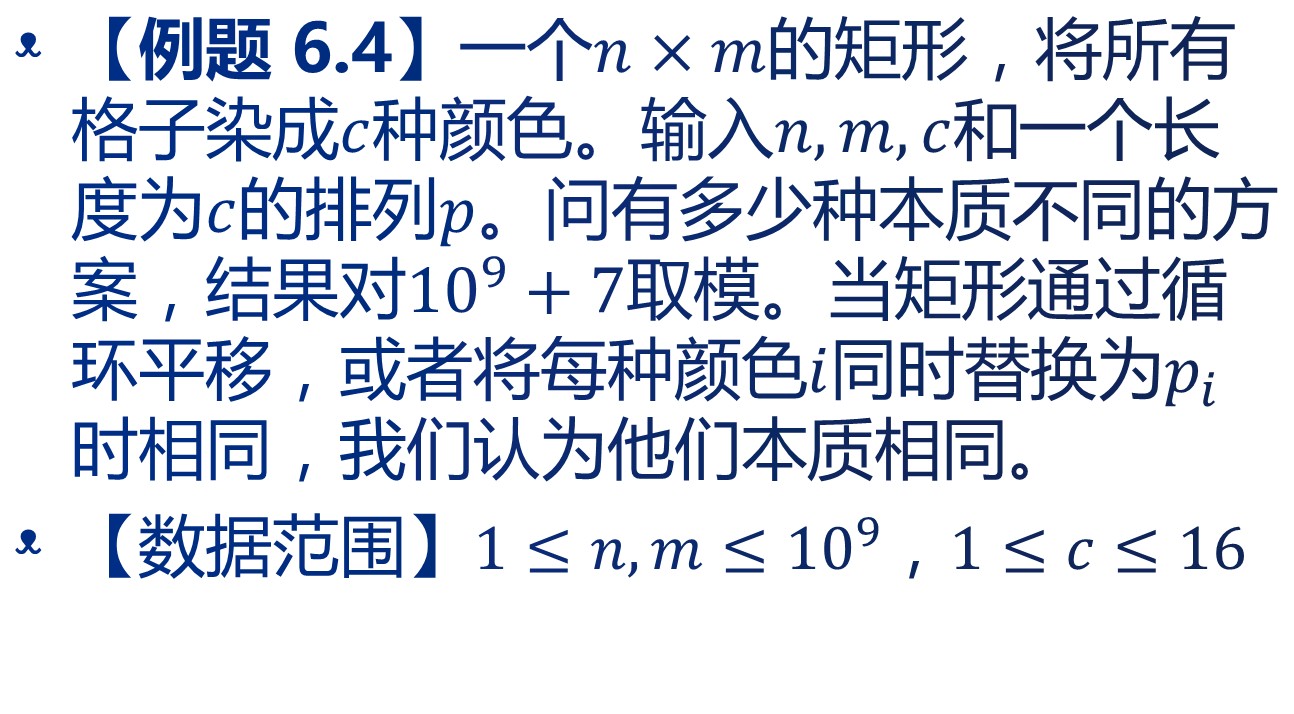 【例题 6.4】一个n × m的矩形，将所有
格子染成c种颜色。输入n, m, c和一个长
度为c的排列p。问有多少种本质不同的方
案，结果对10⁹ + 7取模。当矩形通过循
环平移，或者将每种颜色i同时替换为pᵢ
时相同，我们认为他们本质相同。
【数据范围】1 ≤ n, m ≤ 10⁹，1 ≤ c ≤ 16